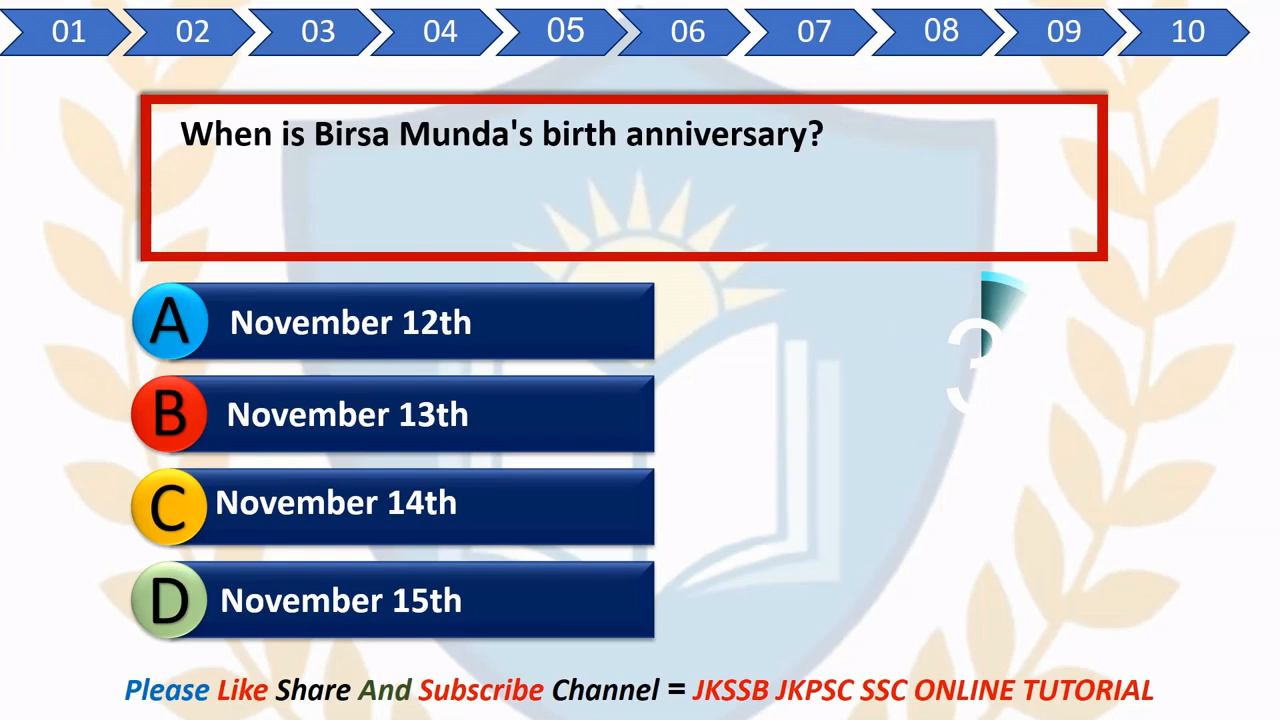 01 02 03 04 05 06 07 08 09 10
When is Birsa Munda's birth anniversary?
A November 12th
3
B November 13th
C November 14th
D November 15th
Please Like Share And Subscribe Channel = JKSSB JKPSC SSC ONLINE TUTORIAL